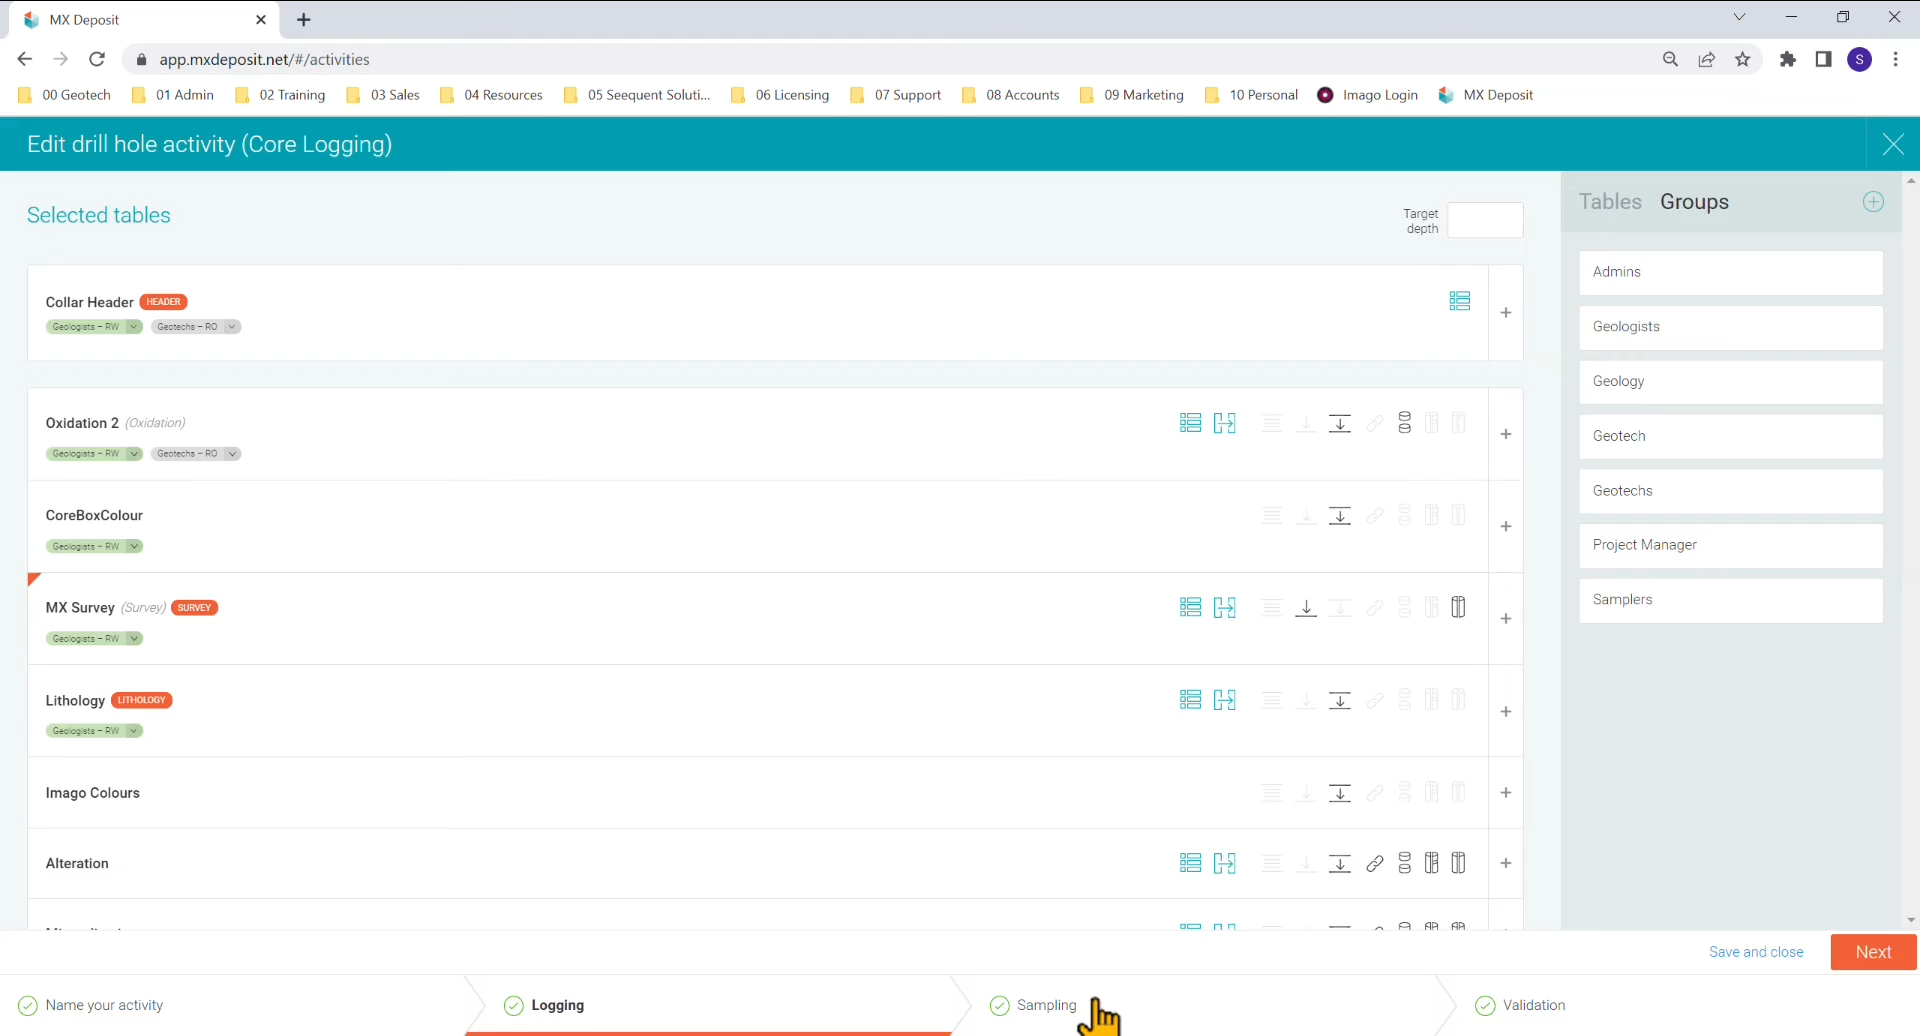 MX Deposit
app.mxdeposit.net/#/activities
S
00 Geotech
01 Admin
02 Training
03 Sales
04 Resources
05 Seequent Soluti...
06 Licensing
07 Support
08 Accounts
09 Marketing
10 Personal
Imago Login
MX Deposit
Edit drill hole activity (Core Logging)
Selected tables
Target depth
Tables Groups
Collar Header HEADER
Geologists – RW Geotechs – RO
Oxidation 2 (Oxidation)
Geologists – RW Geotechs – RO
CoreBoxColour
Geologists – RW
MX Survey (Survey) SURVEY
Geologists – RW
Lithology LITHOLOGY
Geologists – RW
Imago Colours
Alteration
Admins
Geologists
Geology
Geotech
Geotechs
Project Manager
Samplers
Save and close
Next
Name your activity
Logging
Sampling
Validation